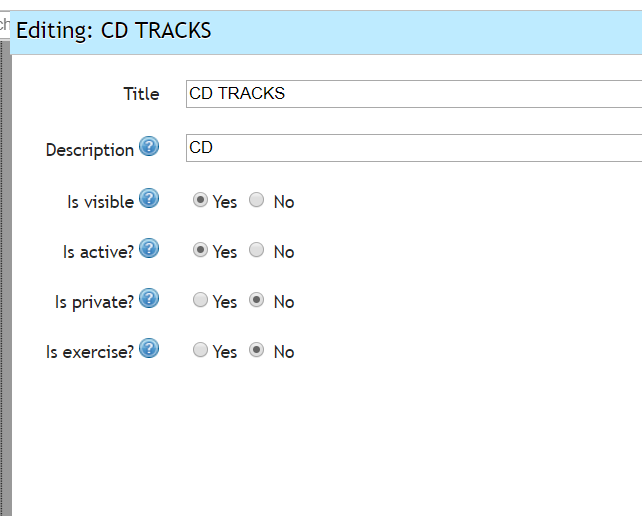 ch
Editing: CD TRACKS
Title CD TRACKS
Description ? CD
Is visible ? Yes No
Is active? ? Yes No
Is private? ? Yes No
Is exercise? ? Yes No